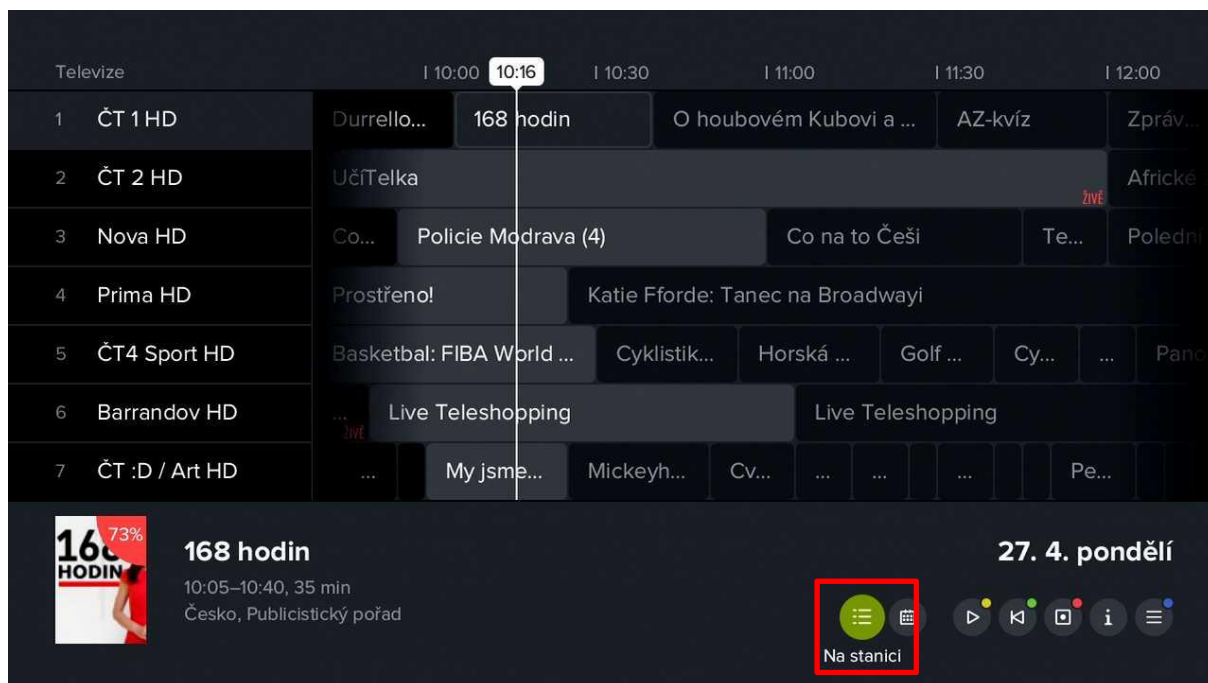 Televize 10:00 10:16 10:30 11:00 11:30 12:00
1 ČT 1 HD Durrello... 168 hodin O houbovém Kubovi a ... AZ-kvíz Zpráv...
2 ČT 2 HD UčíTelka ŽIVĚ Africké
3 Nova HD Co... Policie Modrava (4) Co na to Češi Te... Polední
4 Prima HD Prostřeno! Katie Fforde: Tanec na Broadwayi
5 ČT4 Sport HD Basketbal: FIBA World ... Cyklistik... Horská ... Golf ... Cy... ... Pano
6 Barrandov HD ... ŽIVĚ Live Teleshopping Live Teleshopping
7 ČT :D / Art HD ... My jsme... Mickeyh... Cv... ... ... ... Pe...
168 HODIN 73%
168 hodin
27. 4. pondělí
10:05–10:40, 35 min
Česko, Publicistický pořad
Na stanici